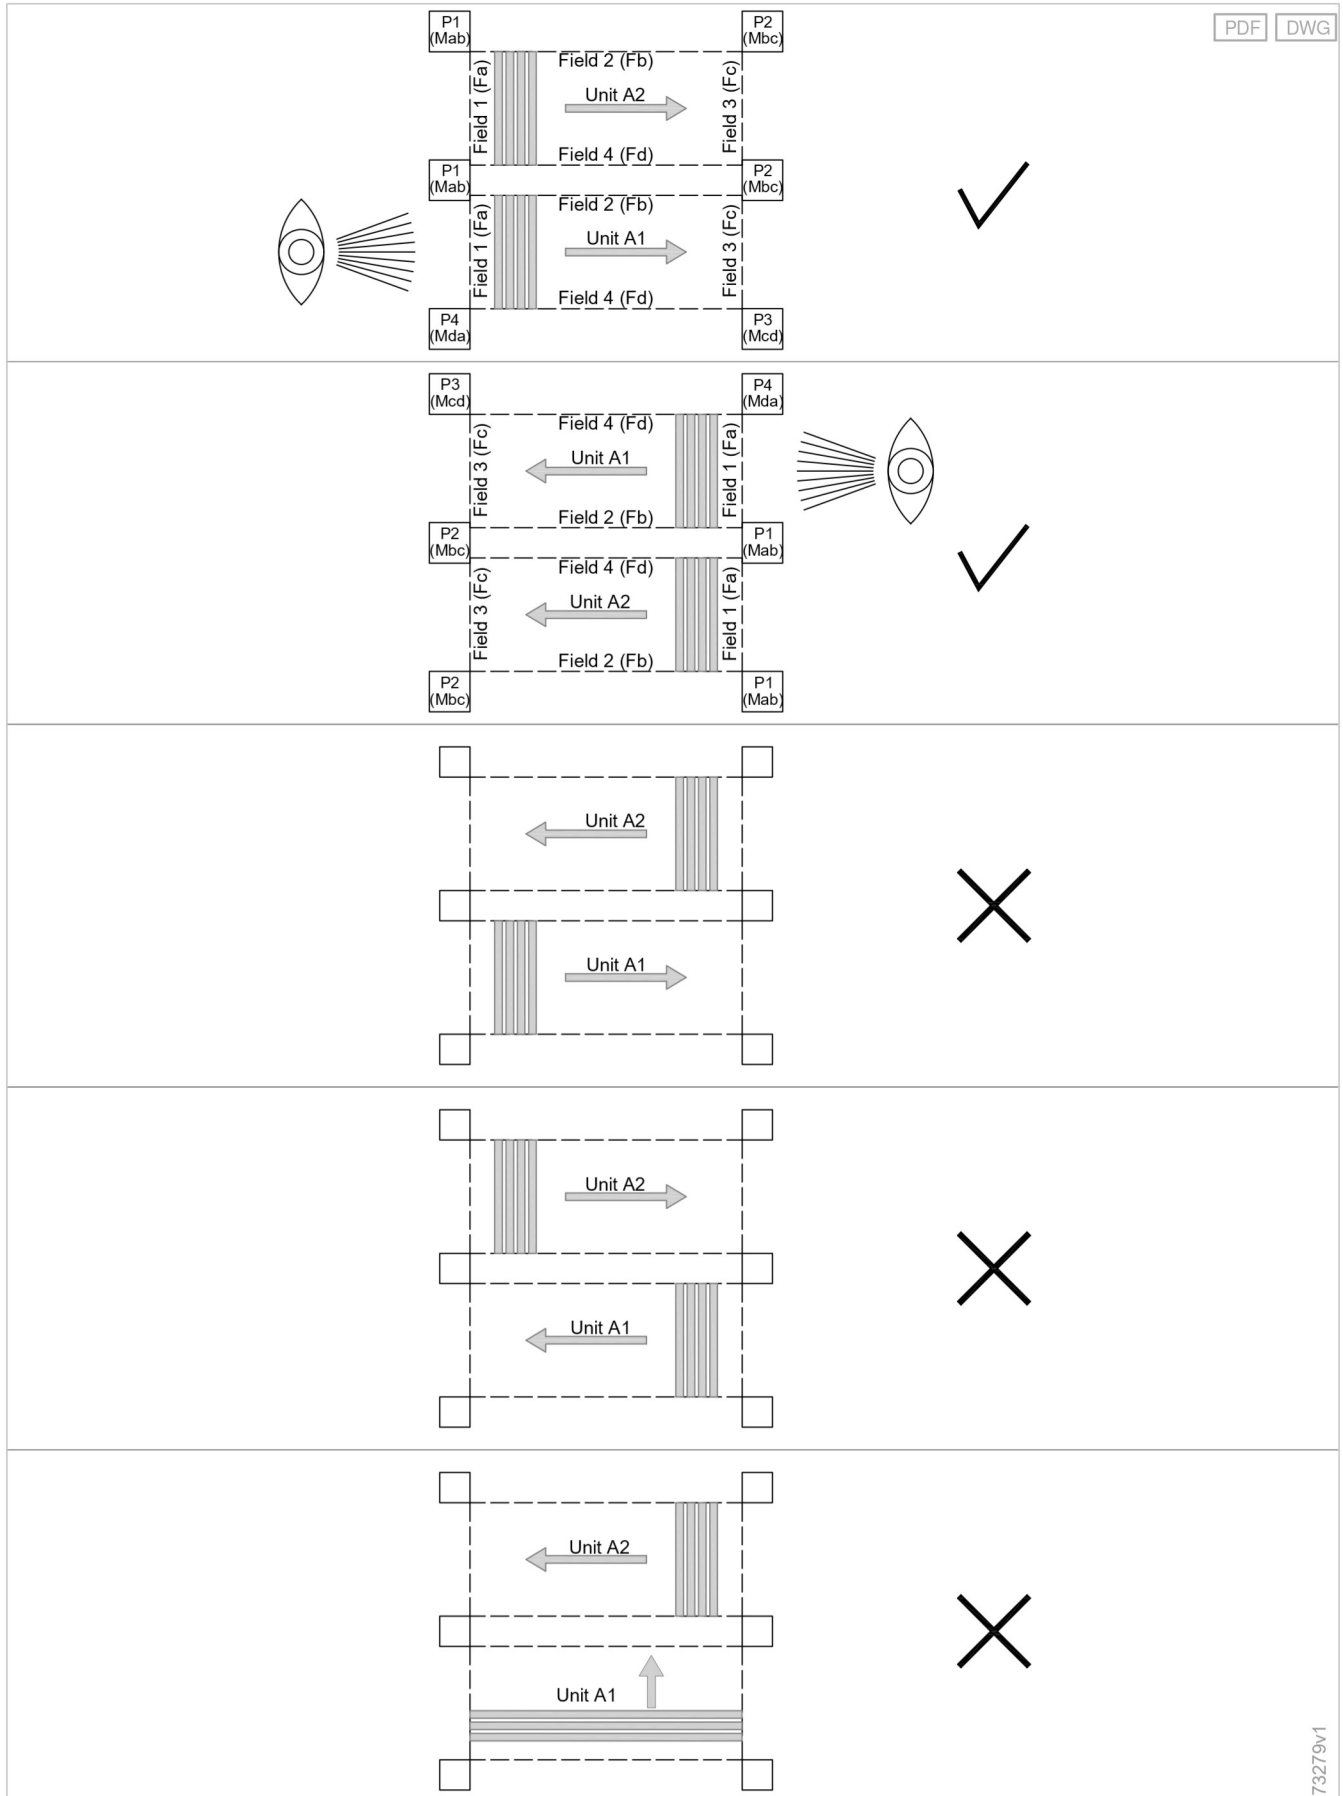 P1
(Mab)
P2
(Mbc)
PDF
DWG
Field 2 (Fb)
Field 1 (Fa)
Unit A2
Field 3 (Fc)
Field 4 (Fd)
P1
(Mab)
P2
(Mbc)
Field 2 (Fb)
Field 1 (Fa)
Unit A1
Field 3 (Fc)
Field 4 (Fd)
P4
(Mda)
P3
(Mcd)
P3
(Mcd)
P4
(Mda)
Field 4 (Fd)
Field 3 (Fc)
Unit A1
Field 1 (Fa)
Field 2 (Fb)
P2
(Mbc)
P1
(Mab)
Field 4 (Fd)
Field 3 (Fc)
Unit A2
Field 1 (Fa)
Field 2 (Fb)
P2
(Mbc)
P1
(Mab)
Unit A2
Unit A1
Unit A2
Unit A1
Unit A2
Unit A1
73279v1